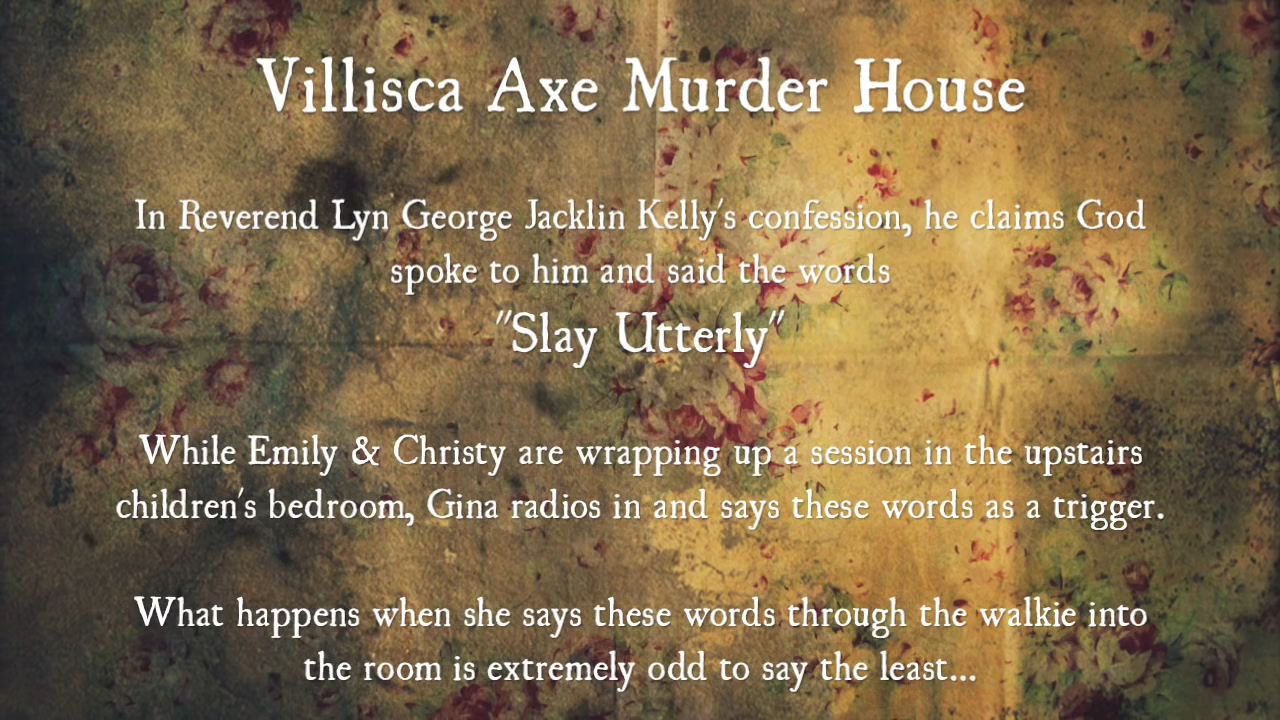 Villisca Axe Murder House
In Reverend Lyn George Jacklin Kelly's confession, he claims God
spoke to him and said the words
"Slay Utterly"
While Emily & Christy are wrapping up a session in the upstairs
children's bedroom, Gina radios in and says these words as a trigger.
What happens when she says these words through the walkie into
the room is extremely odd to say the least...